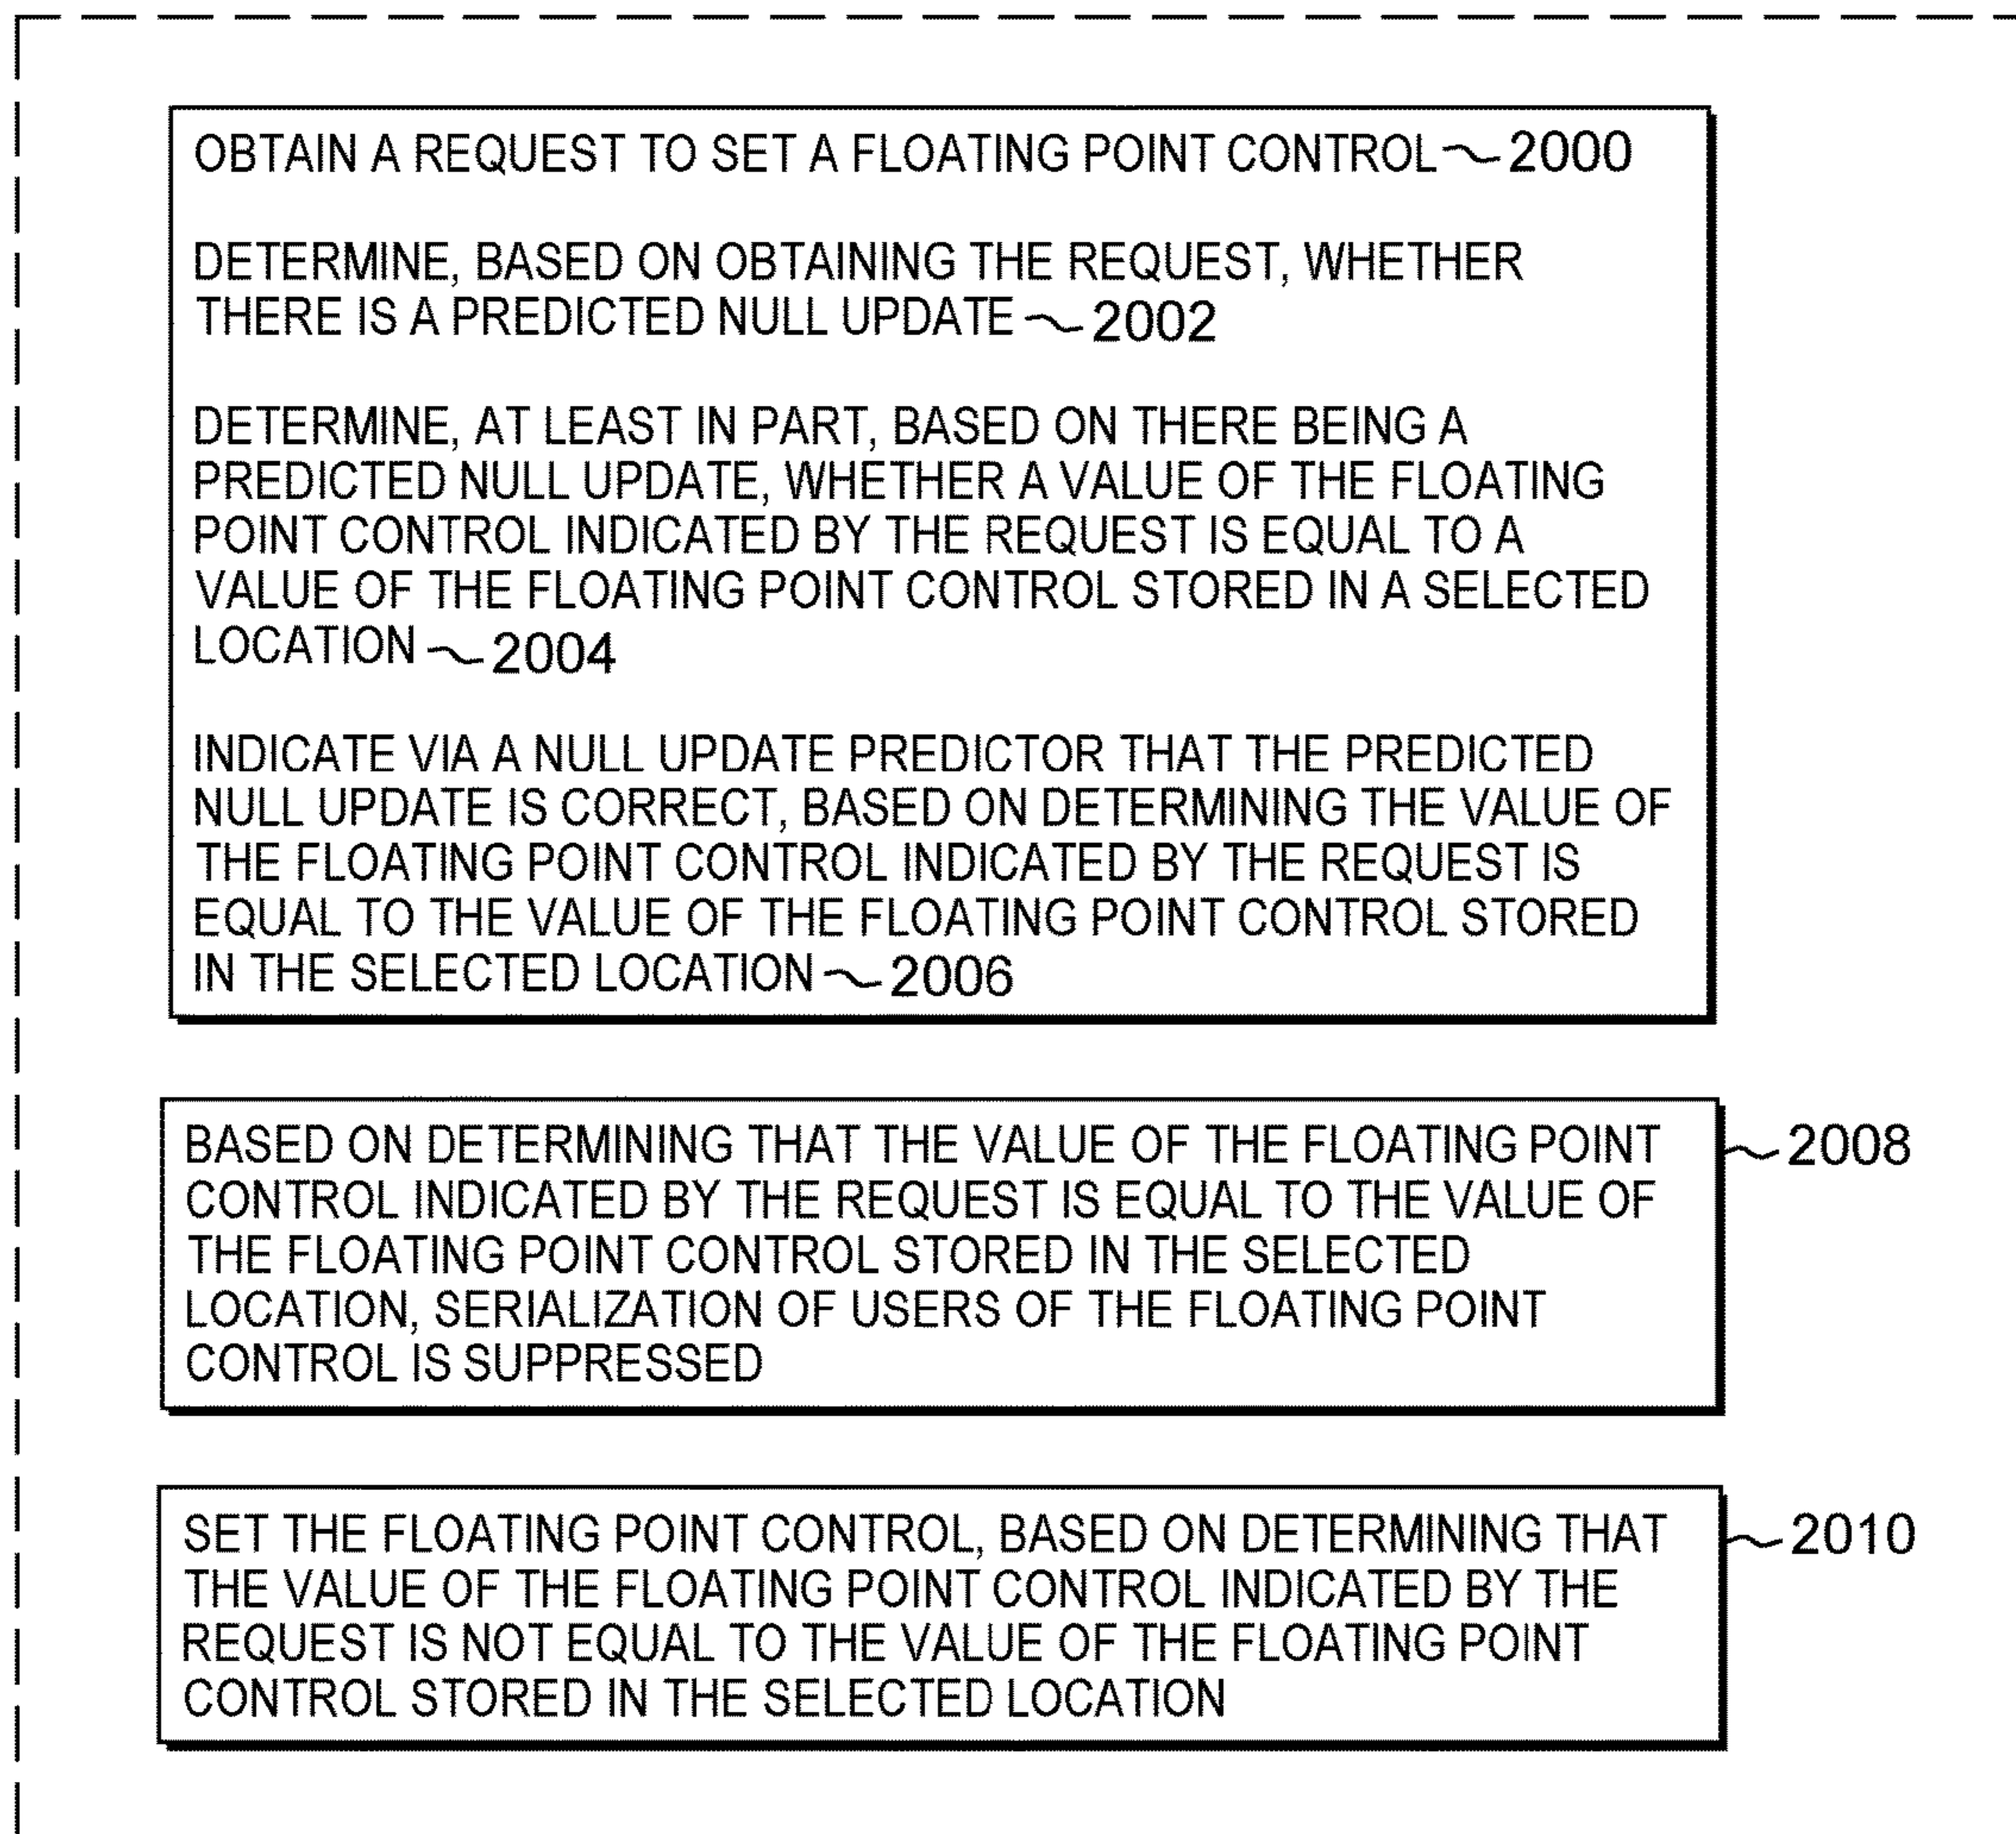 OBTAIN A REQUEST TO SET A FLOATING POINT CONTROL 2000
DETERMINE, BASED ON OBTAINING THE REQUEST, WHETHER
THERE IS A PREDICTED NULL UPDATE 2002
DETERMINE, AT LEAST IN PART, BASED ON THERE BEING A
PREDICTED NULL UPDATE, WHETHER A VALUE OF THE FLOATING
POINT CONTROL INDICATED BY THE REQUEST IS EQUAL TO A
VALUE OF THE FLOATING POINT CONTROL STORED IN A SELECTED
LOCATION 2004
INDICATE VIA A NULL UPDATE PREDICTOR THAT THE PREDICTED
NULL UPDATE IS CORRECT, BASED ON DETERMINING THE VALUE OF
THE FLOATING POINT CONTROL INDICATED BY THE REQUEST IS
EQUAL TO THE VALUE OF THE FLOATING POINT CONTROL STORED
IN THE SELECTED LOCATION 2006
BASED ON DETERMINING THAT THE VALUE OF THE FLOATING POINT 2008
CONTROL INDICATED BY THE REQUEST IS EQUAL TO THE VALUE OF
THE FLOATING POINT CONTROL STORED IN THE SELECTED
LOCATION, SERIALIZATION OF USERS OF THE FLOATING POINT
CONTROL IS SUPPRESSED
SET THE FLOATING POINT CONTROL, BASED ON DETERMINING THAT 2010
THE VALUE OF THE FLOATING POINT CONTROL INDICATED BY THE
REQUEST IS NOT EQUAL TO THE VALUE OF THE FLOATING POINT
CONTROL STORED IN THE SELECTED LOCATION